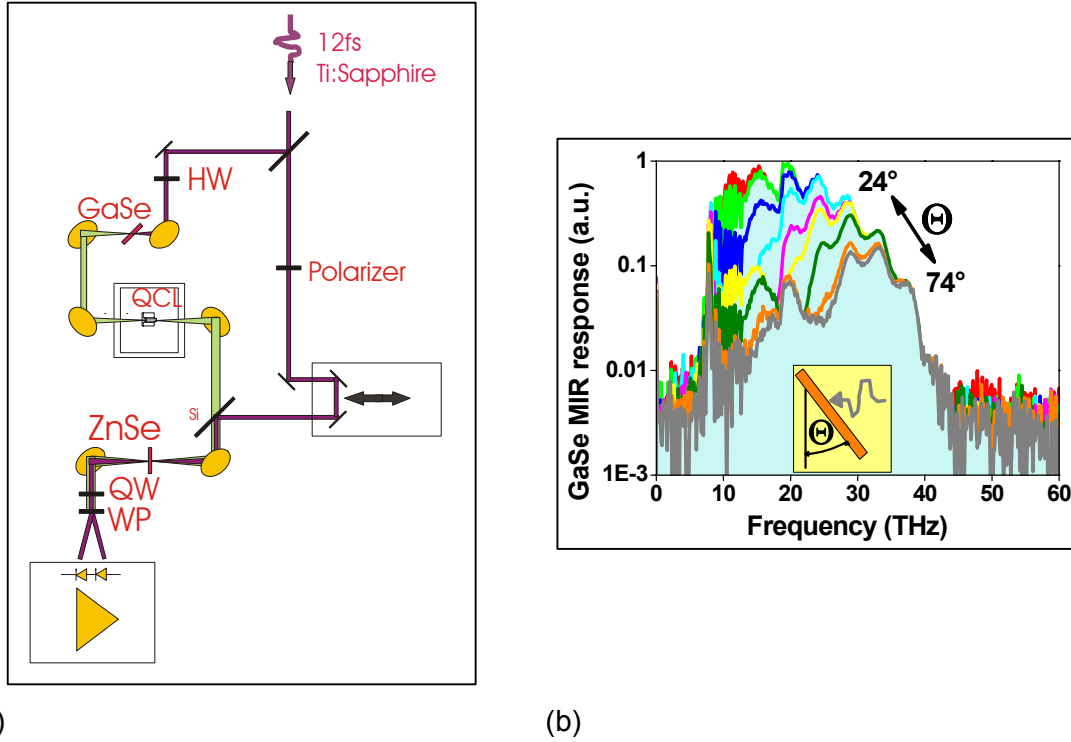 12fs
Ti:Sapphire
HW
GaSe
Polarizer
QCL
Si
ZnSe
QW
WP
)
GaSe MIR response (a.u.)
1
0.1
0.01
1E-3
24°
Θ
74°
Θ
0 10 20 30 40 50 60
Frequency (THz)
(b)